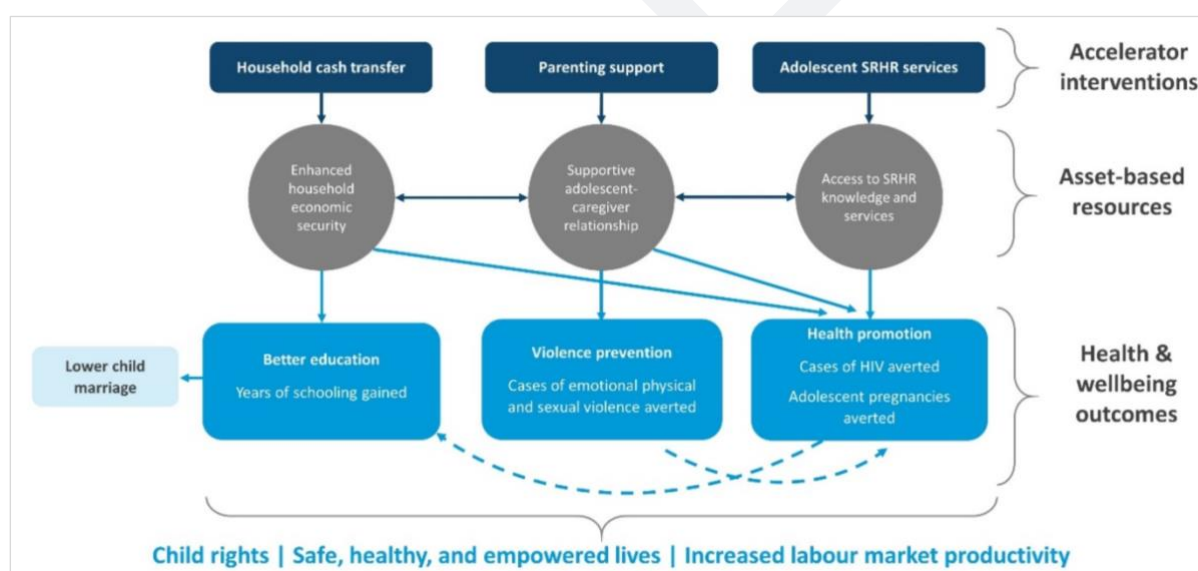 Household cash transfer
Parenting support
Adolescent SRHR services
Accelerator
interventions
Enhanced
household
economic
security
Supportive
adolescent-
caregiver
relationship
Access to SRHR
knowledge and
services
Asset-based
resources
Lower child
marriage
Better education
Years of schooling gained
Violence prevention
Cases of emotional physical
and sexual violence averted
Health promotion
Cases of HIV averted
Adolescent pregnancies
averted
Health &
wellbeing
outcomes
Child rights | Safe, healthy, and empowered lives | Increased labour market productivity